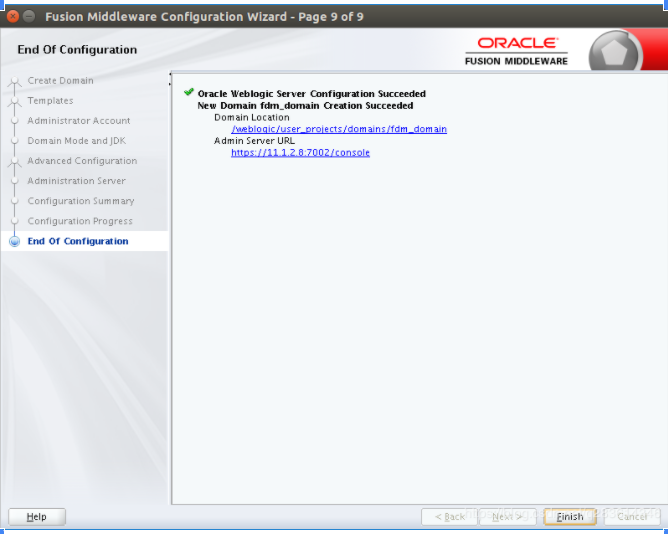 Fusion Middleware Configuration Wizard - Page 9 of 9
End Of Configuration
ORACLE
FUSION MIDDLEWARE
Create Domain
Templates
Administrator Account
Domain Mode and JDK
Advanced Configuration
Administration Server
Configuration Summary
Configuration Progress
End Of Configuration
Oracle Weblogic Server Configuration Succeeded
New Domain fdm_domain Creation Succeeded
Domain Location
/weblogic/user_projects/domains/fdm_domain
Admin Server URL
https://11.1.2.8:7002/console
Help
< Back
Next >
Finish
Cancel